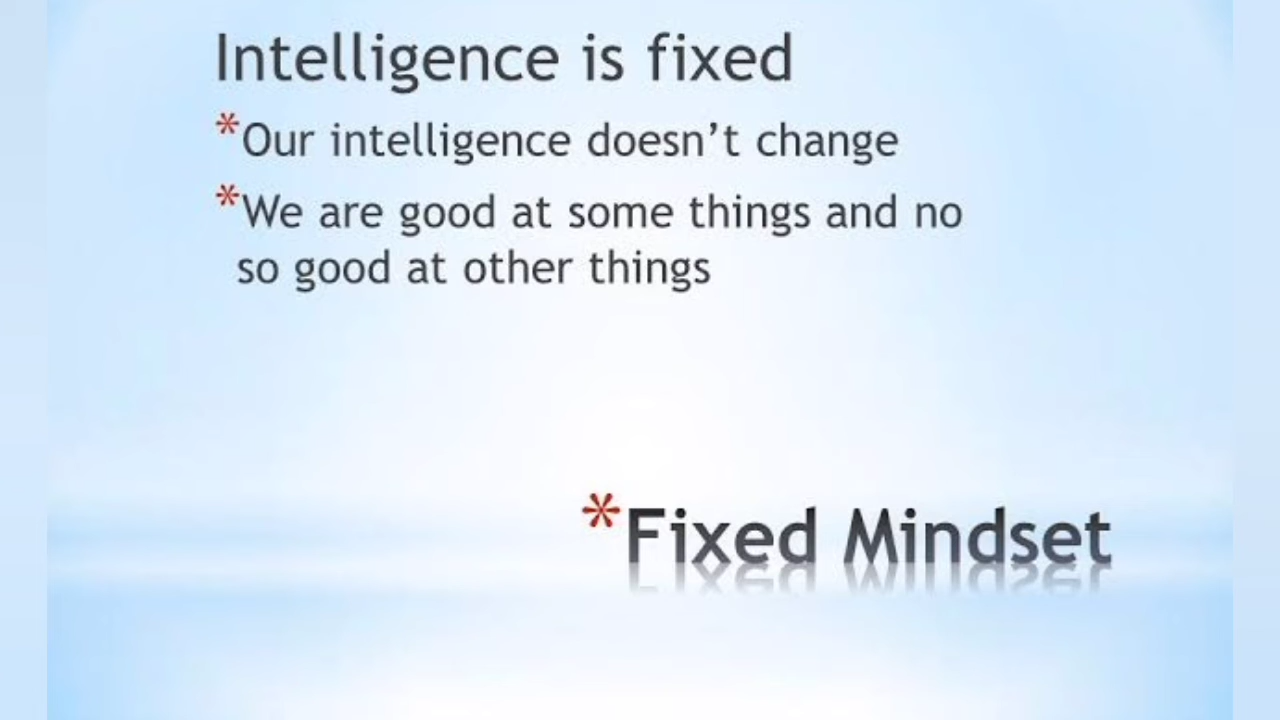 Intelligence is fixed
*Our intelligence doesn’t change
*We are good at some things and no
so good at other things
*Fixed Mindset